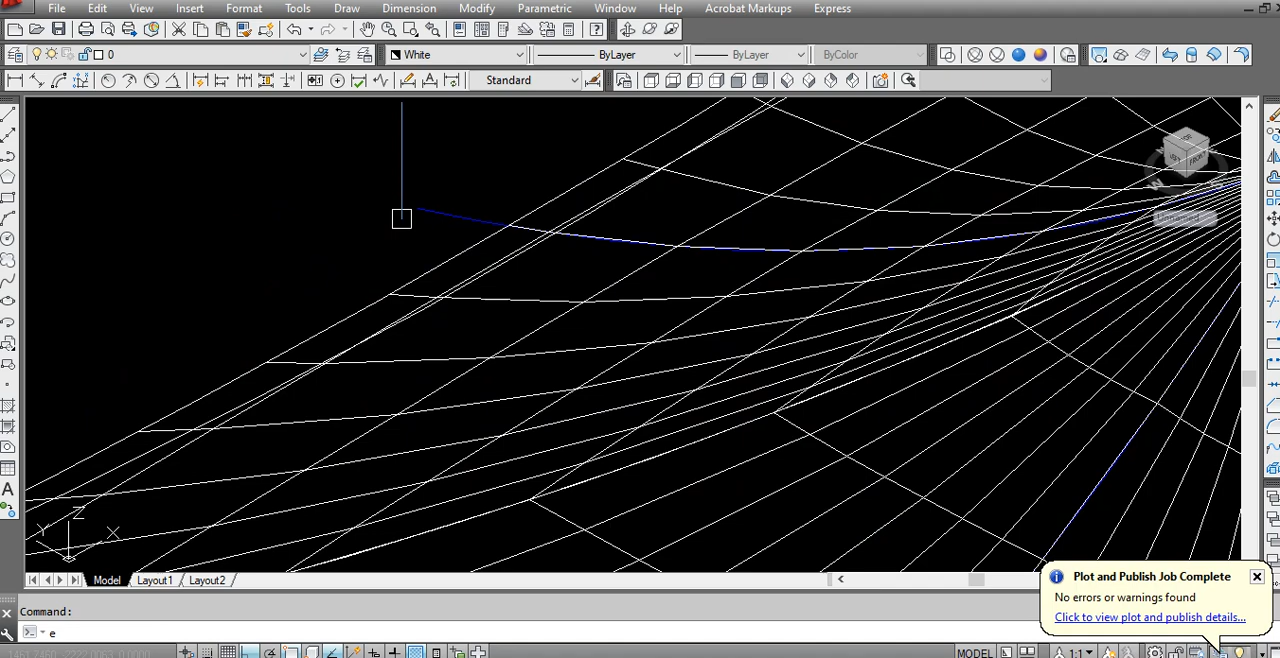 File Edit View Insert Format Tools Draw Dimension Modify Parametric Window Help Acrobat Markups Express
0 White ByLayer ByLayer ByColor
Standard
LEFT FRONT
W
Z
Y X
Model Layout1 Layout2
Plot and Publish Job Complete
No errors or warnings found
Click to view plot and publish details...
Command:
e
MODEL 1:1